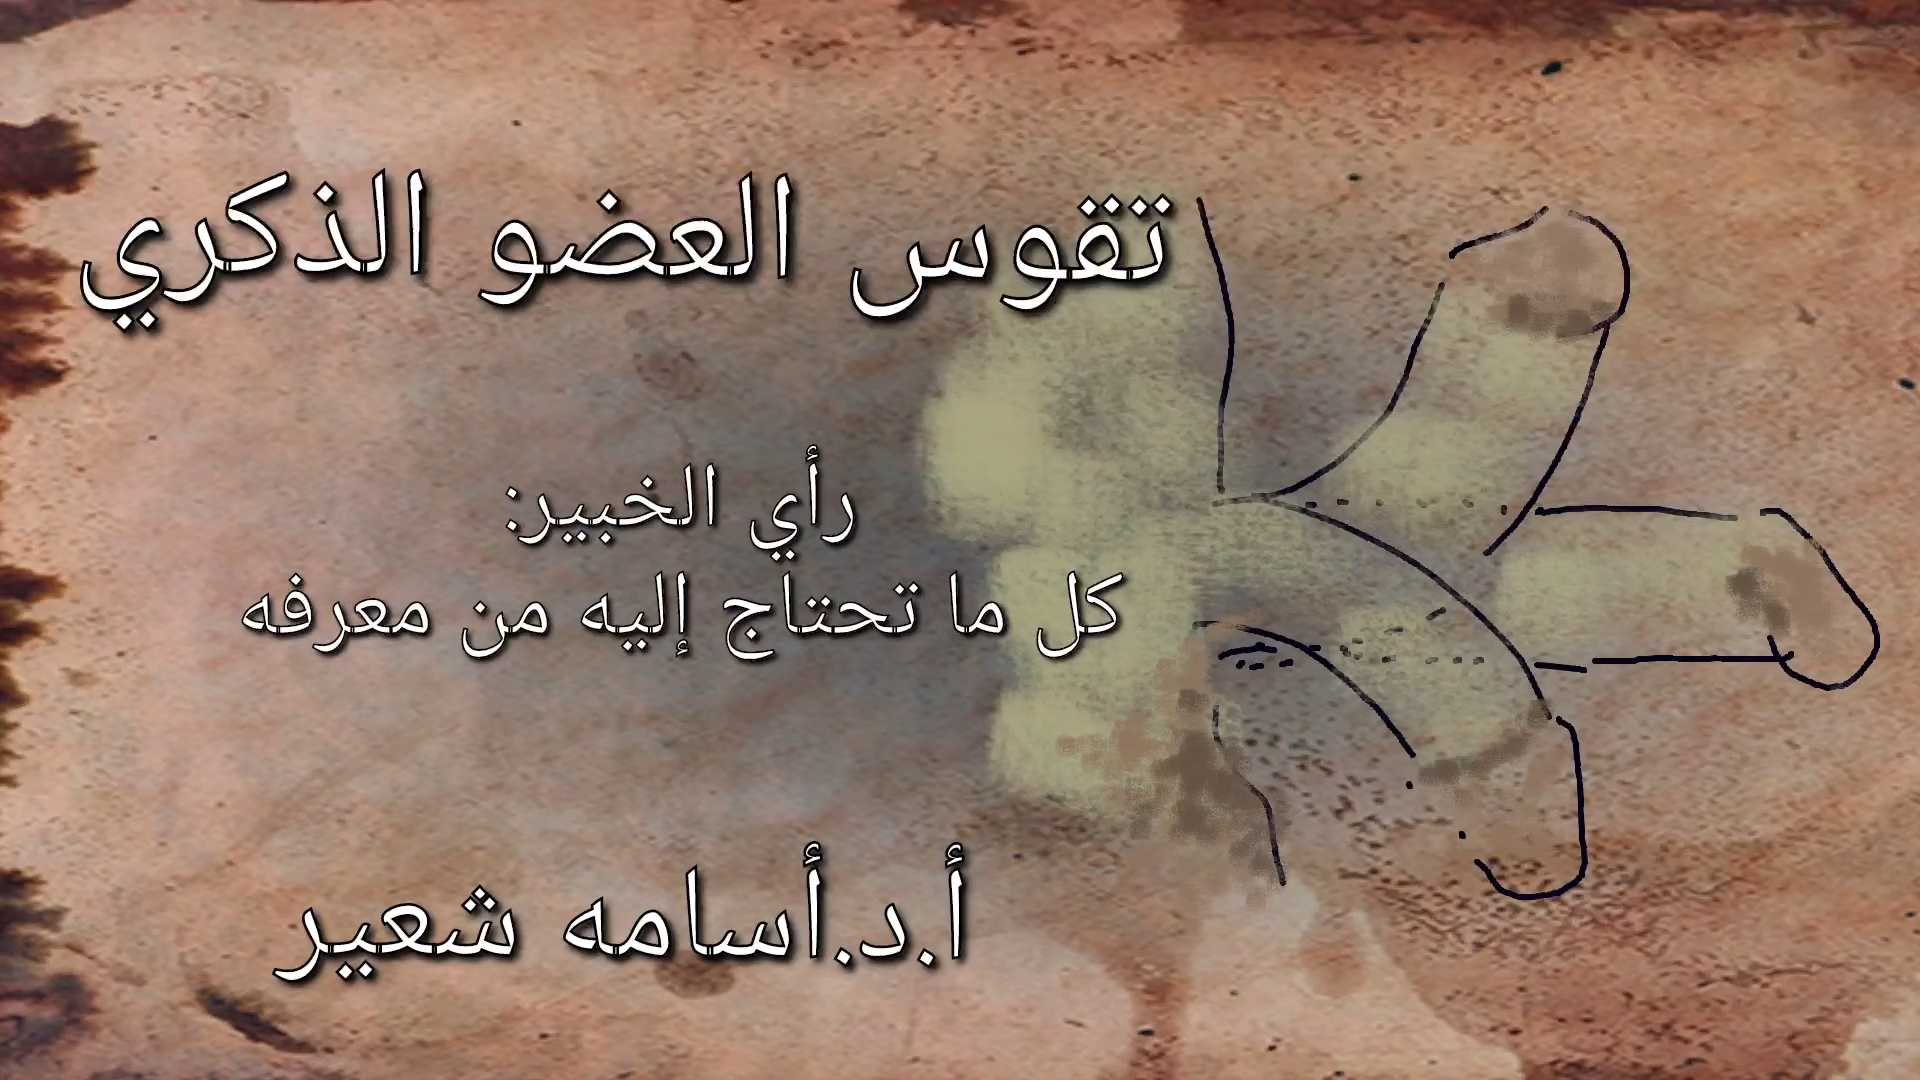 تقوس العضو الذكري
رأي الخبير:
كل ما تحتاج إليه من معرفه
أ.د.أسامه شعير